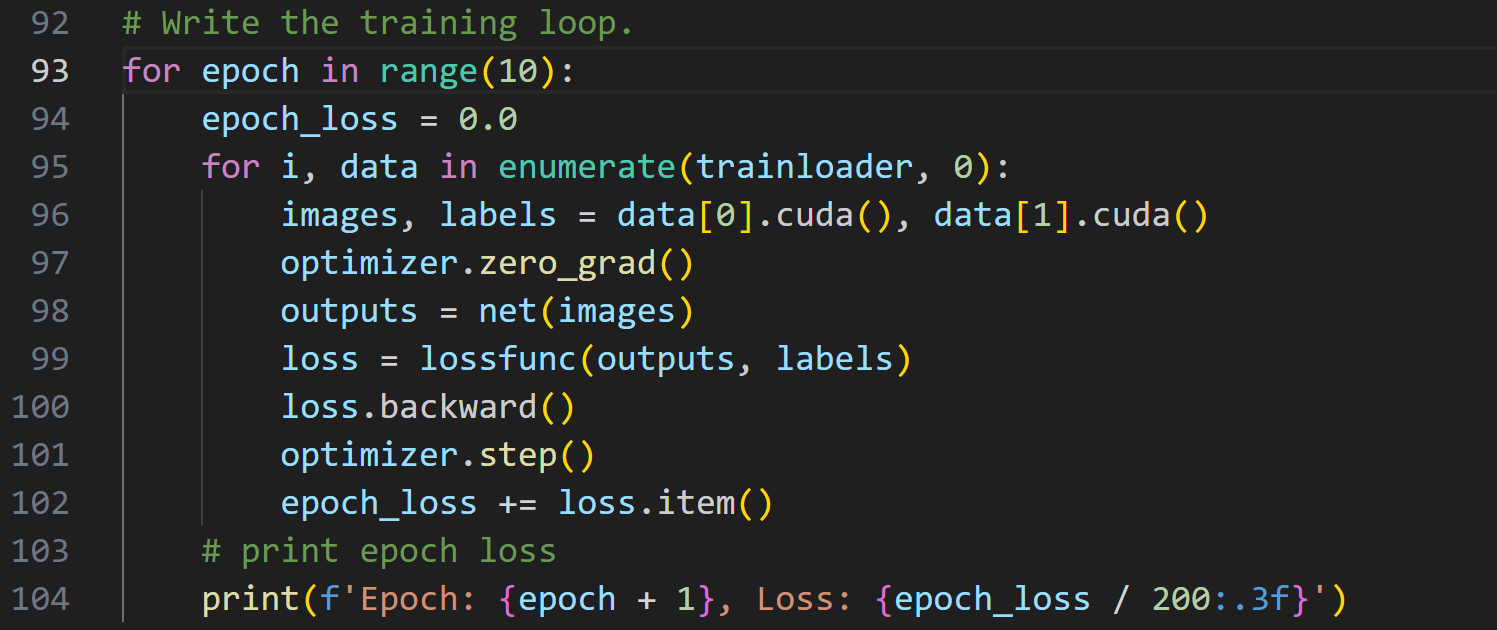 92 # Write the training loop.
93 for epoch in range(10):
94     epoch_loss = 0.0
95     for i, data in enumerate(trainloader, 0):
96         images, labels = data[0].cuda(), data[1].cuda()
97         optimizer.zero_grad()
98         outputs = net(images)
99         loss = lossfunc(outputs, labels)
100         loss.backward()
101         optimizer.step()
102         epoch_loss += loss.item()
103     # print epoch loss
104     print(f'Epoch: {epoch + 1}, Loss: {epoch_loss / 200:.3f}')